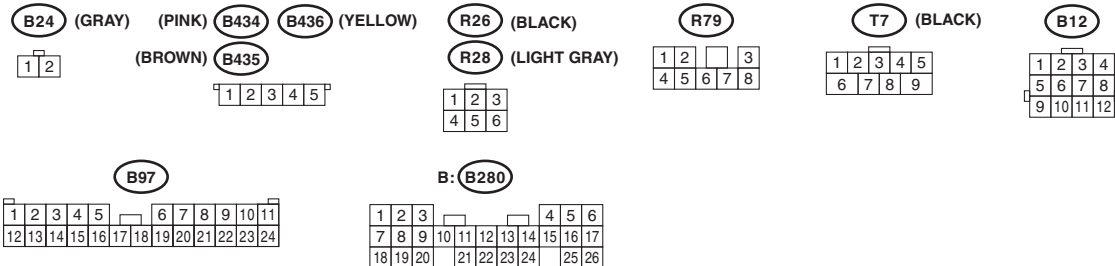 B24 (GRAY) (PINK) B434 B436 (YELLOW) R26 (BLACK) R79 T7 (BLACK) B12
(BROWN) B435 R28 (LIGHT GRAY)
1 2
1 2 3 4 5
1 2 3
4 5 6
1 2 3
4 5 6 7 8
1 2 3 4 5
6 7 8 9
1 2 3 4
5 6 7 8
9 10 11 12
B97 B: B280
1 2 3 4 5 6 7 8 9 10 11
12 13 14 15 16 17 18 19 20 21 22 23 24
1 2 3 4 5 6
7 8 9 10 11 12 13 14 15 16 17
18 19 20 21 22 23 24 25 26